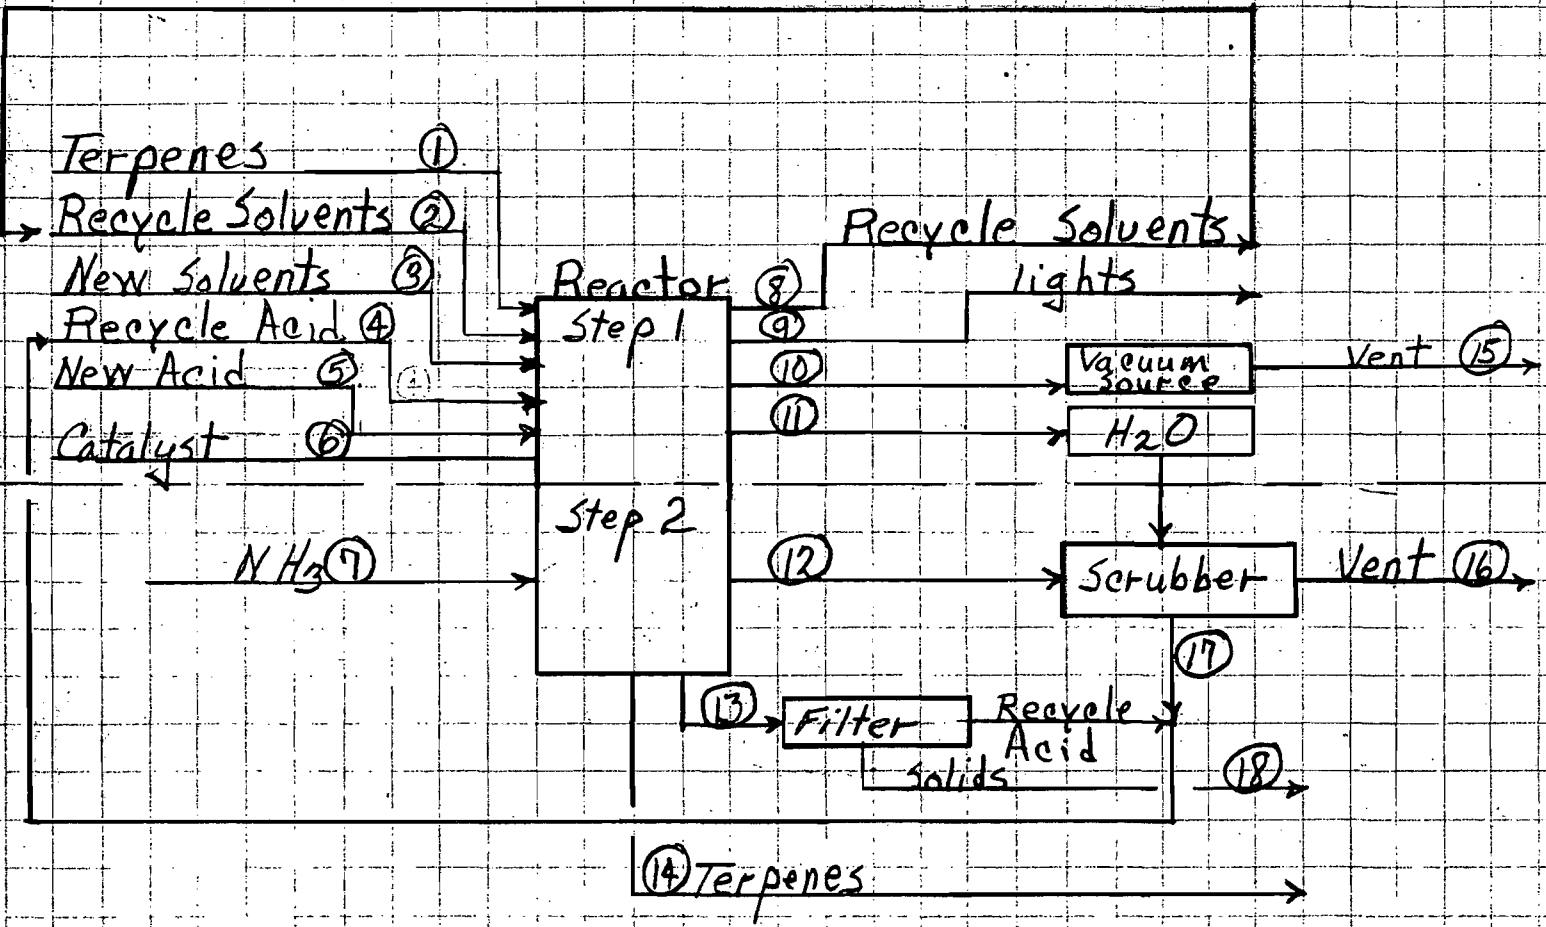 Terpenes ①
Recycle Solvents ②
New Solvents ③
Recycle Acid ④
New Acid ⑤
Catalyst ⑥
NH3 ⑦
Reactor
Step 1
Step 2
⑧
Recycle Solvents
⑨
lights
⑩
Vacuum
Source
Vent ⑮
⑪
H2O
⑫
Scrubber
Vent ⑯
⑰
⑬
Filter
Recycle
Acid
Solids
⑱
⑭ Terpenes